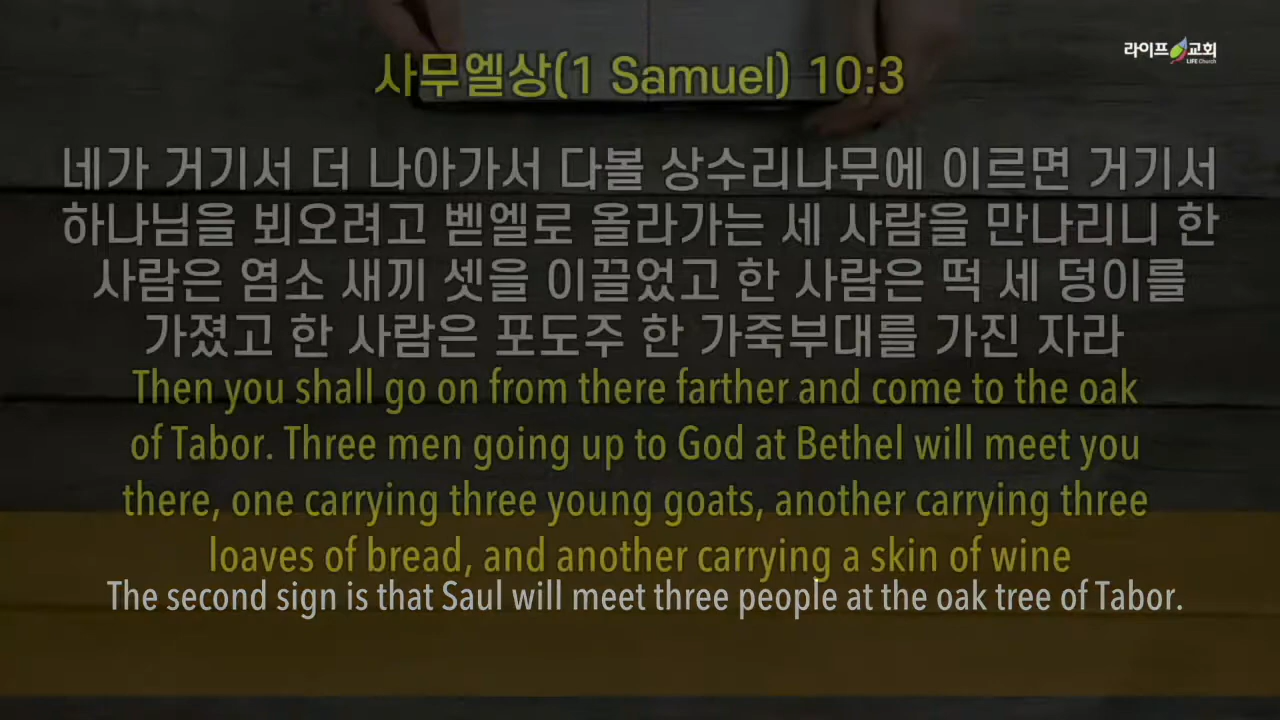 라이프 교회
LIFE Church
사무엘상(1 Samuel) 10:3
네가 거기서 더 나아가서 다볼 상수리나무에 이르면 거기서
하나님을 뵈오려고 벧엘로 올라가는 세 사람을 만나리니 한
사람은 염소 새끼 셋을 이끌었고 한 사람은 떡 세 덩이를
가졌고 한 사람은 포도주 한 가죽부대를 가진 자라
Then you shall go on from there farther and come to the oak
of Tabor. Three men going up to God at Bethel will meet you
there, one carrying three young goats, another carrying three
loaves of bread, and another carrying a skin of wine
The second sign is that Saul will meet three people at the oak tree of Tabor.